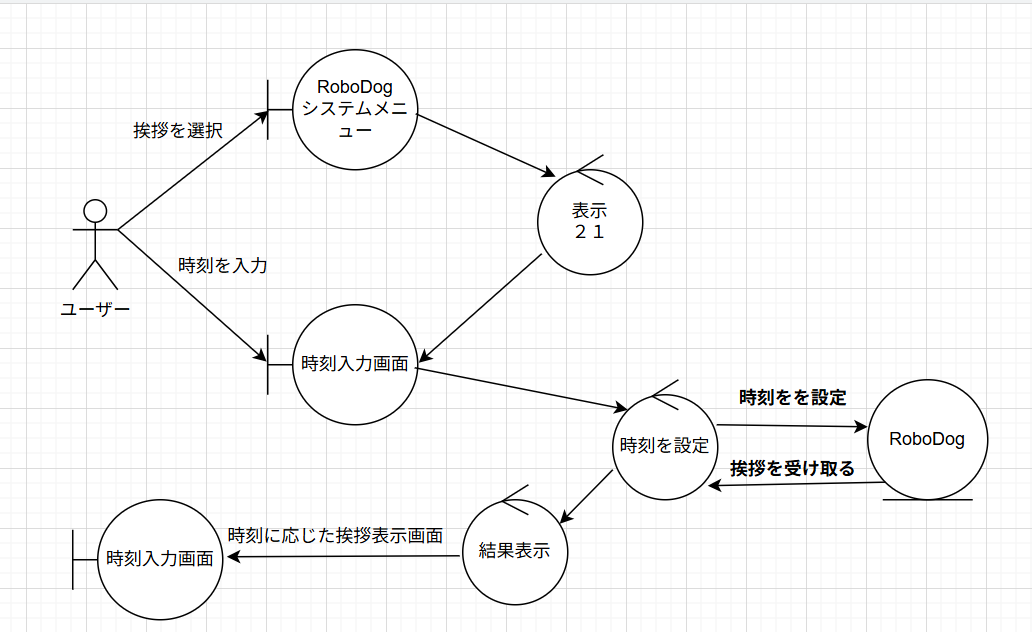 RoboDog
システムメニ
ュー
挨拶を選択
表示
２１
時刻を入力
ユーザー
時刻入力画面
時刻をを設定
RoboDog
時刻を設定
挨拶を受け取る
時刻に応じた挨拶表示画面
結果表示
時刻入力画面